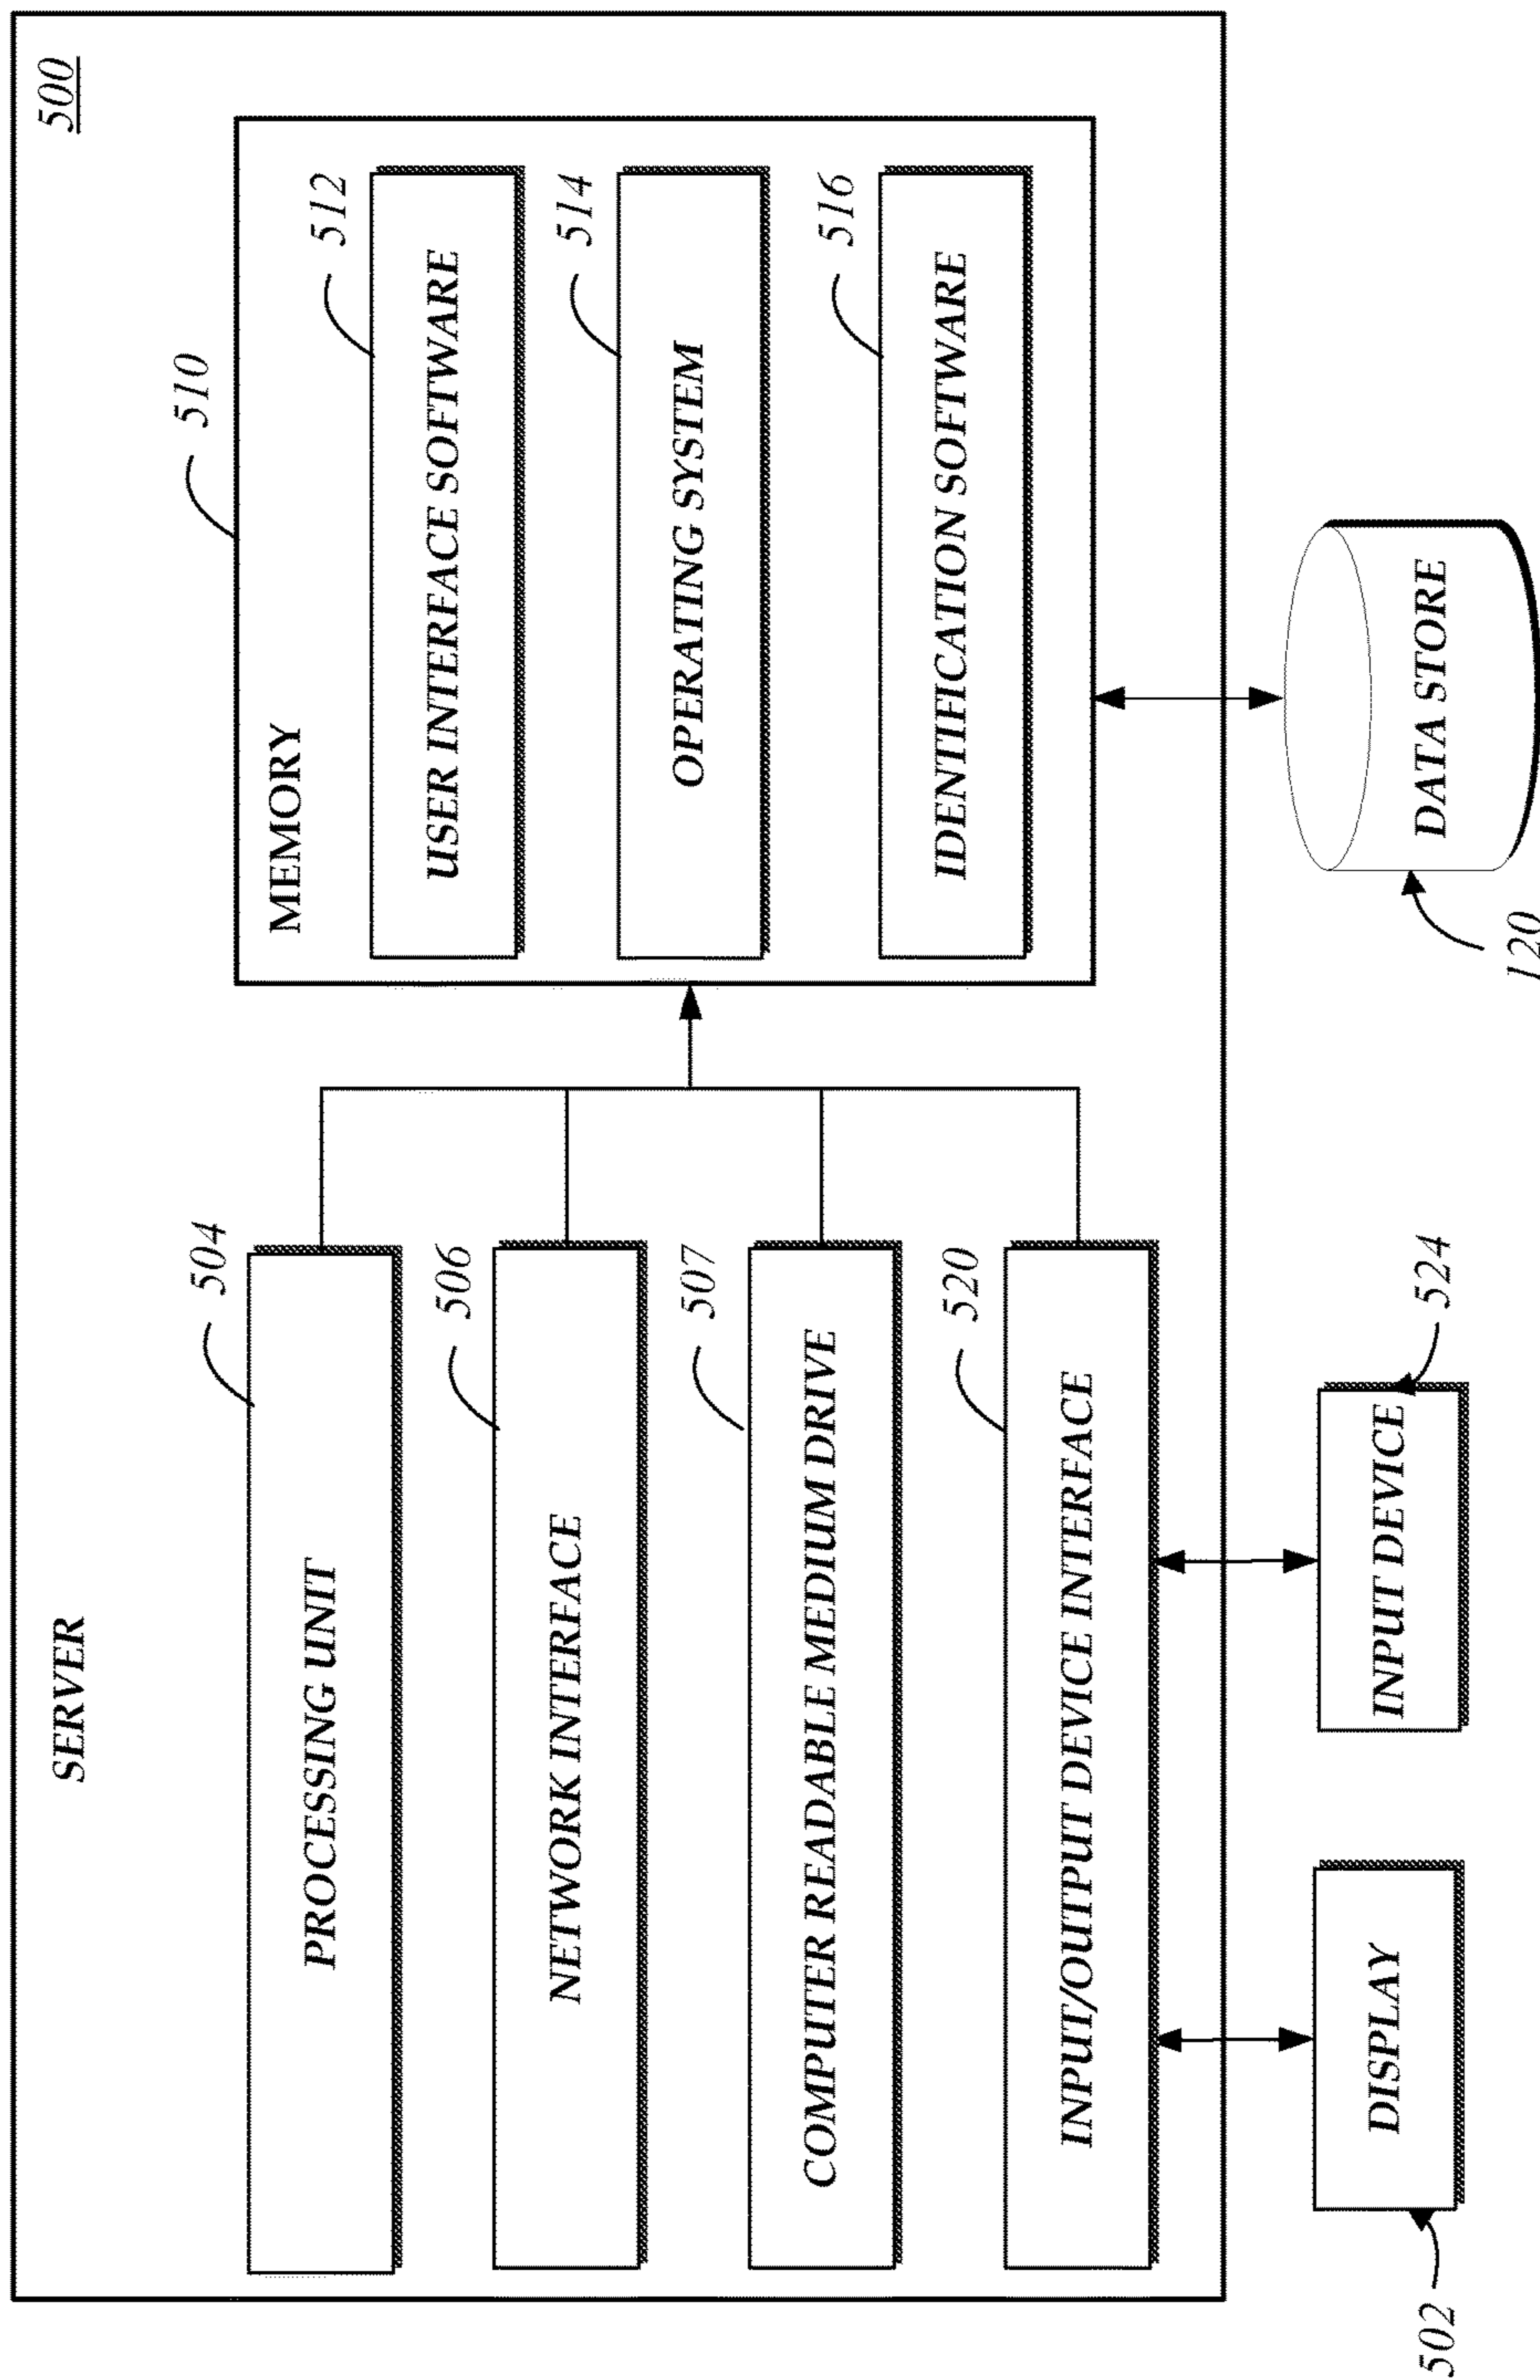 SERVER
500
504
PROCESSING UNIT
506
NETWORK INTERFACE
507
COMPUTER READABLE MEDIUM DRIVE
520
INPUT/OUTPUT DEVICE INTERFACE
510
MEMORY
512
USER INTERFACE SOFTWARE
514
OPERATING SYSTEM
516
IDENTIFICATION SOFTWARE
502
DISPLAY
INPUT DEVICE
524
120
DATA STORE